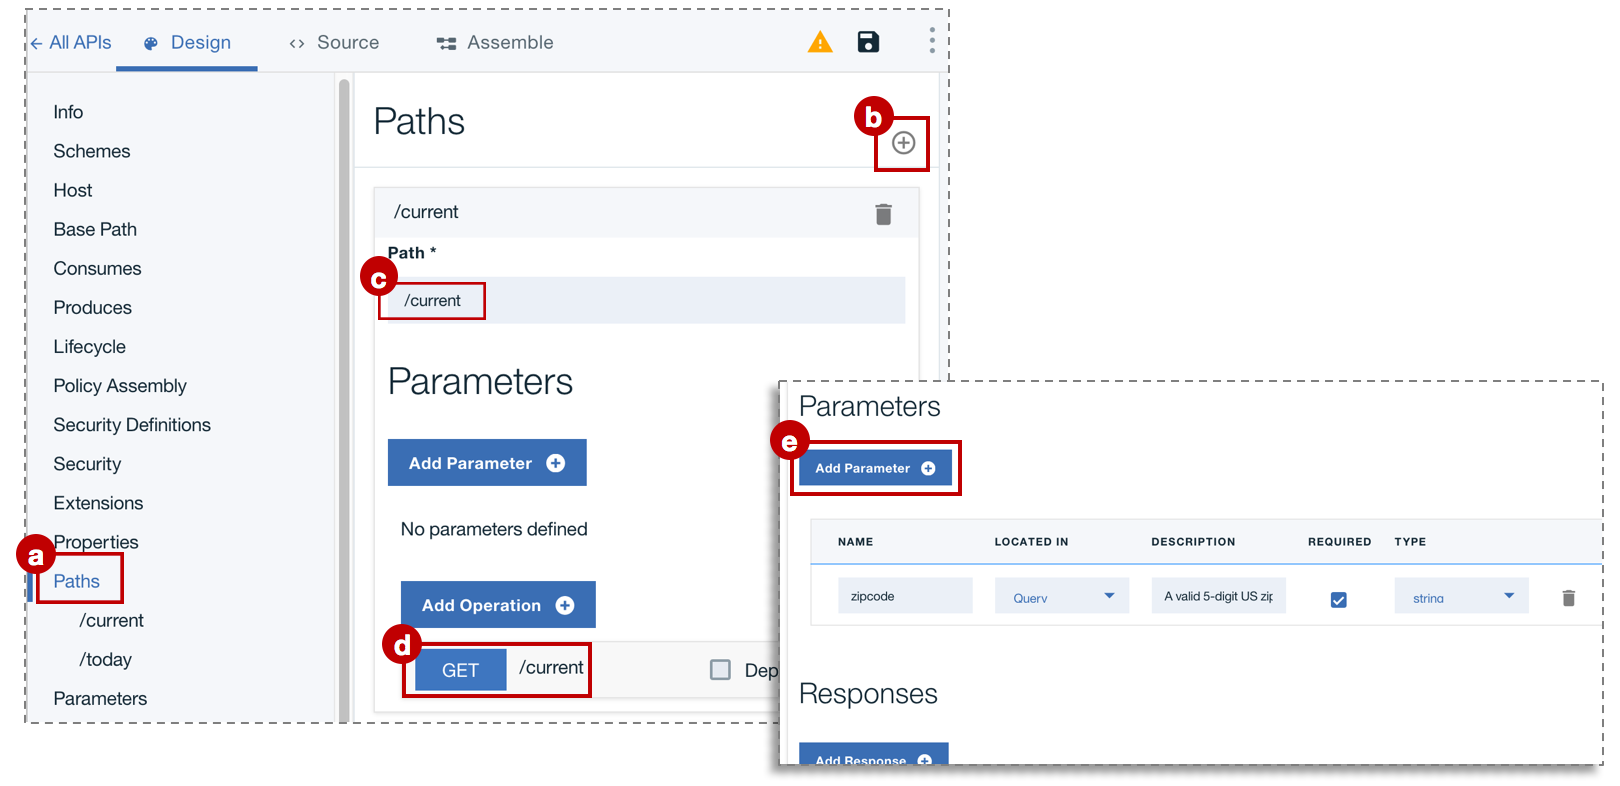 ← All APIs
Design
Source
Assemble
Info
Schemes
Host
Base Path
Consumes
Produces
Lifecycle
Policy Assembly
Security Definitions
Security
Extensions
Properties
a
Paths
/current
/today
Parameters
Paths
b
/current
Path *
c
/current
Parameters
Add Parameter
No parameters defined
Add Operation
d
GET /current
Dep
Parameters
e
Add Parameter
NAME LOCATED IN DESCRIPTION REQUIRED TYPE
zipcode Query A valid 5-digit US zip string
Responses
Add Response